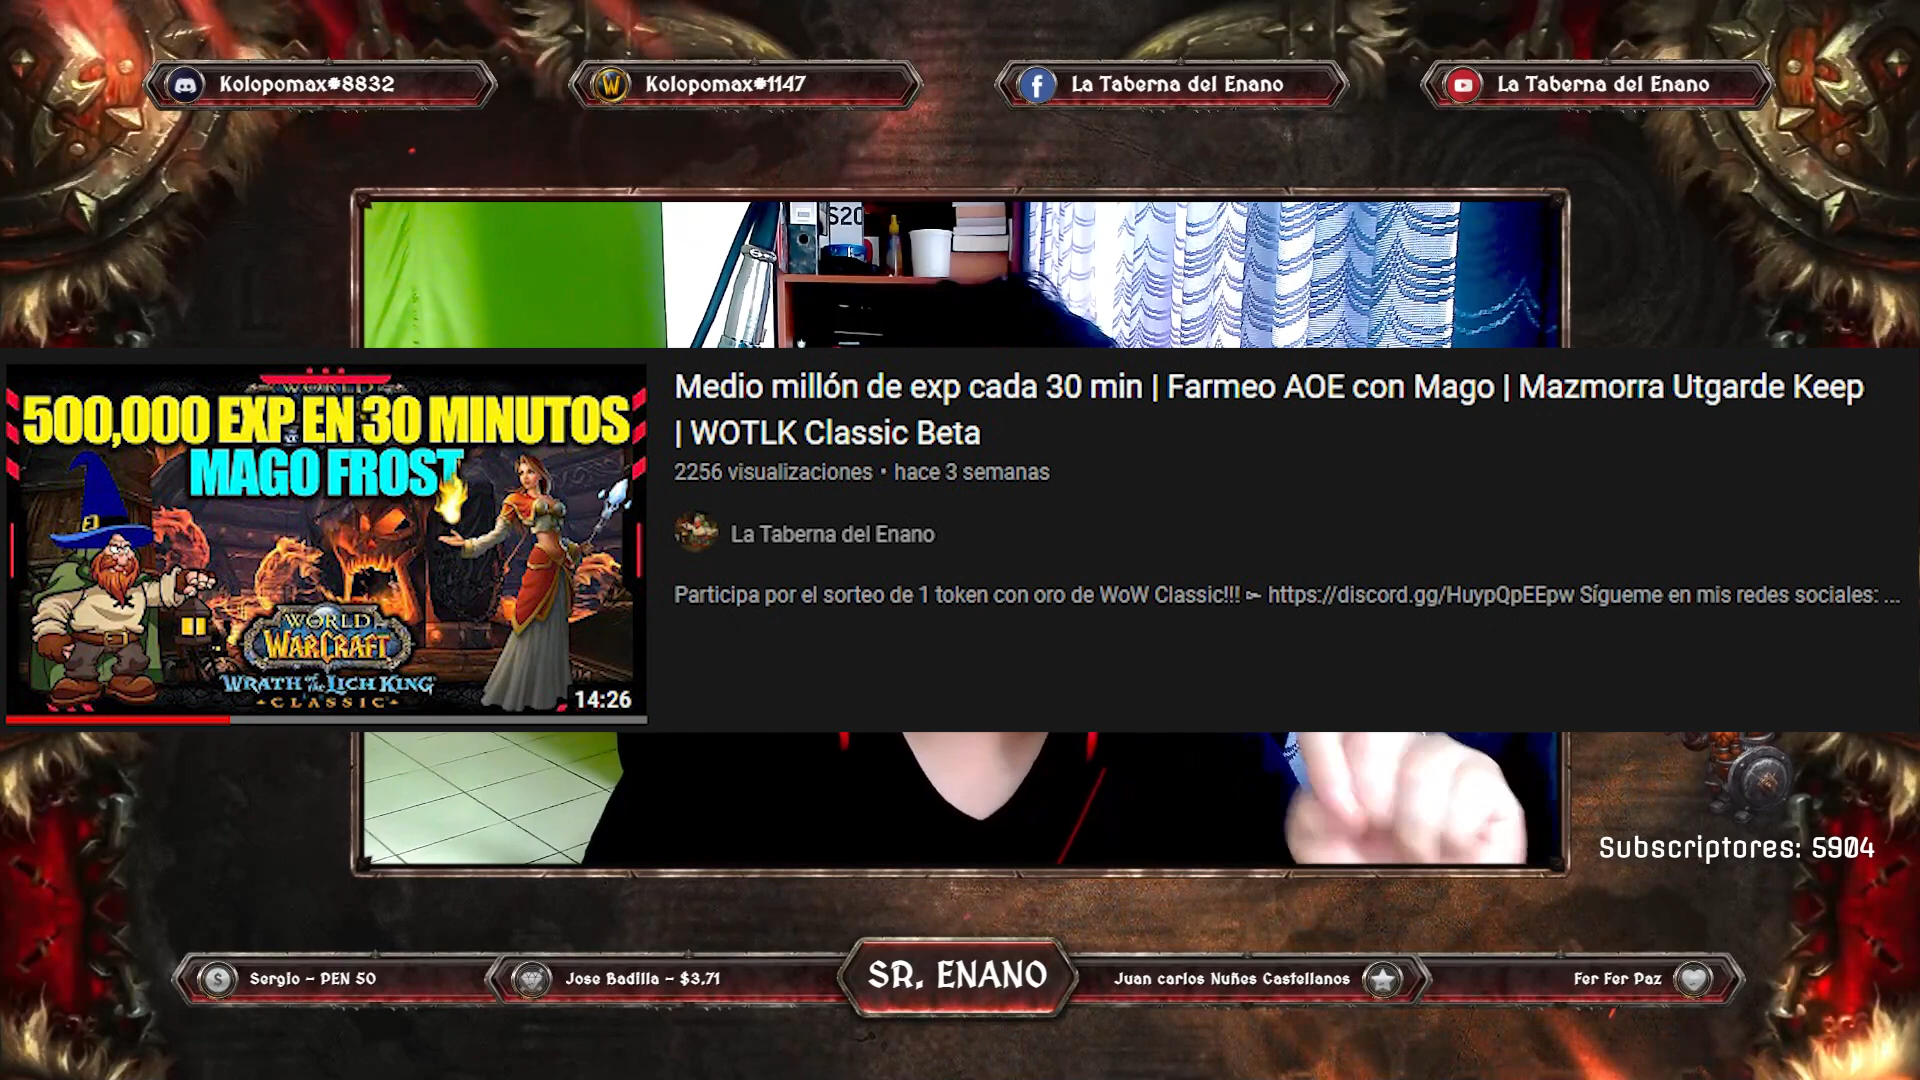 Kolopomax#8832
Kolopomax#1147
La Taberna del Enano
La Taberna del Enano
S20
500,000 EXP EN 30 MINUTOS
MAGO FROST
WORLD
WARCRAFT
WRATH of the LICH KING
CLASSIC
14:26
Medio millón de exp cada 30 min | Farmeo AOE con Mago | Mazmorra Utgarde Keep
| WOTLK Classic Beta
2256 visualizaciones • hace 3 semanas
La Taberna del Enano
Participa por el sorteo de 1 token con oro de WoW Classic!!! ➳ https://discord.gg/HuypQpEEpw Sígueme en mis redes sociales: ...
Subscriptores: 5904
Sergio - PEN 50
Jose Badilla - $3,71
SR. ENANO
Juan carlos Nuñes Castellanos
Fer Fer Paz